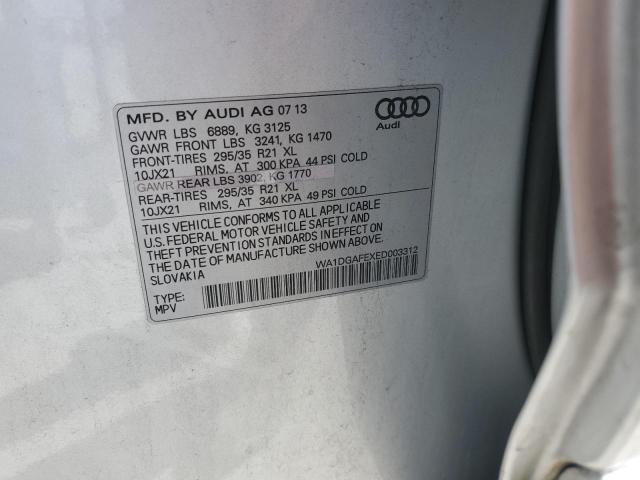 MFD. BY AUDI AG 07 13
GVWR LBS 6889, KG 3125
GAWR FRONT LBS 3241, KG 1470
FRONT-TIRES 295/35 R21 XL
10JX21 RIMS, AT 300 KPA 44 PSI COLD
GAWR REAR LBS 3902, KG 1770
REAR-TIRES 295/35 R21 XL
10JX21 RIMS, AT 340 KPA 49 PSI COLD
Audi
THIS VEHICLE CONFORMS TO ALL APPLICABLE
U.S. FEDERAL MOTOR VEHICLE SAFETY AND
THEFT PREVENTION STANDARDS IN EFFECT ON
THE DATE OF MANUFACTURE SHOWN ABOVE.
SLOVAKIA
WA1DGAFEXED003312
TYPE:
MPV